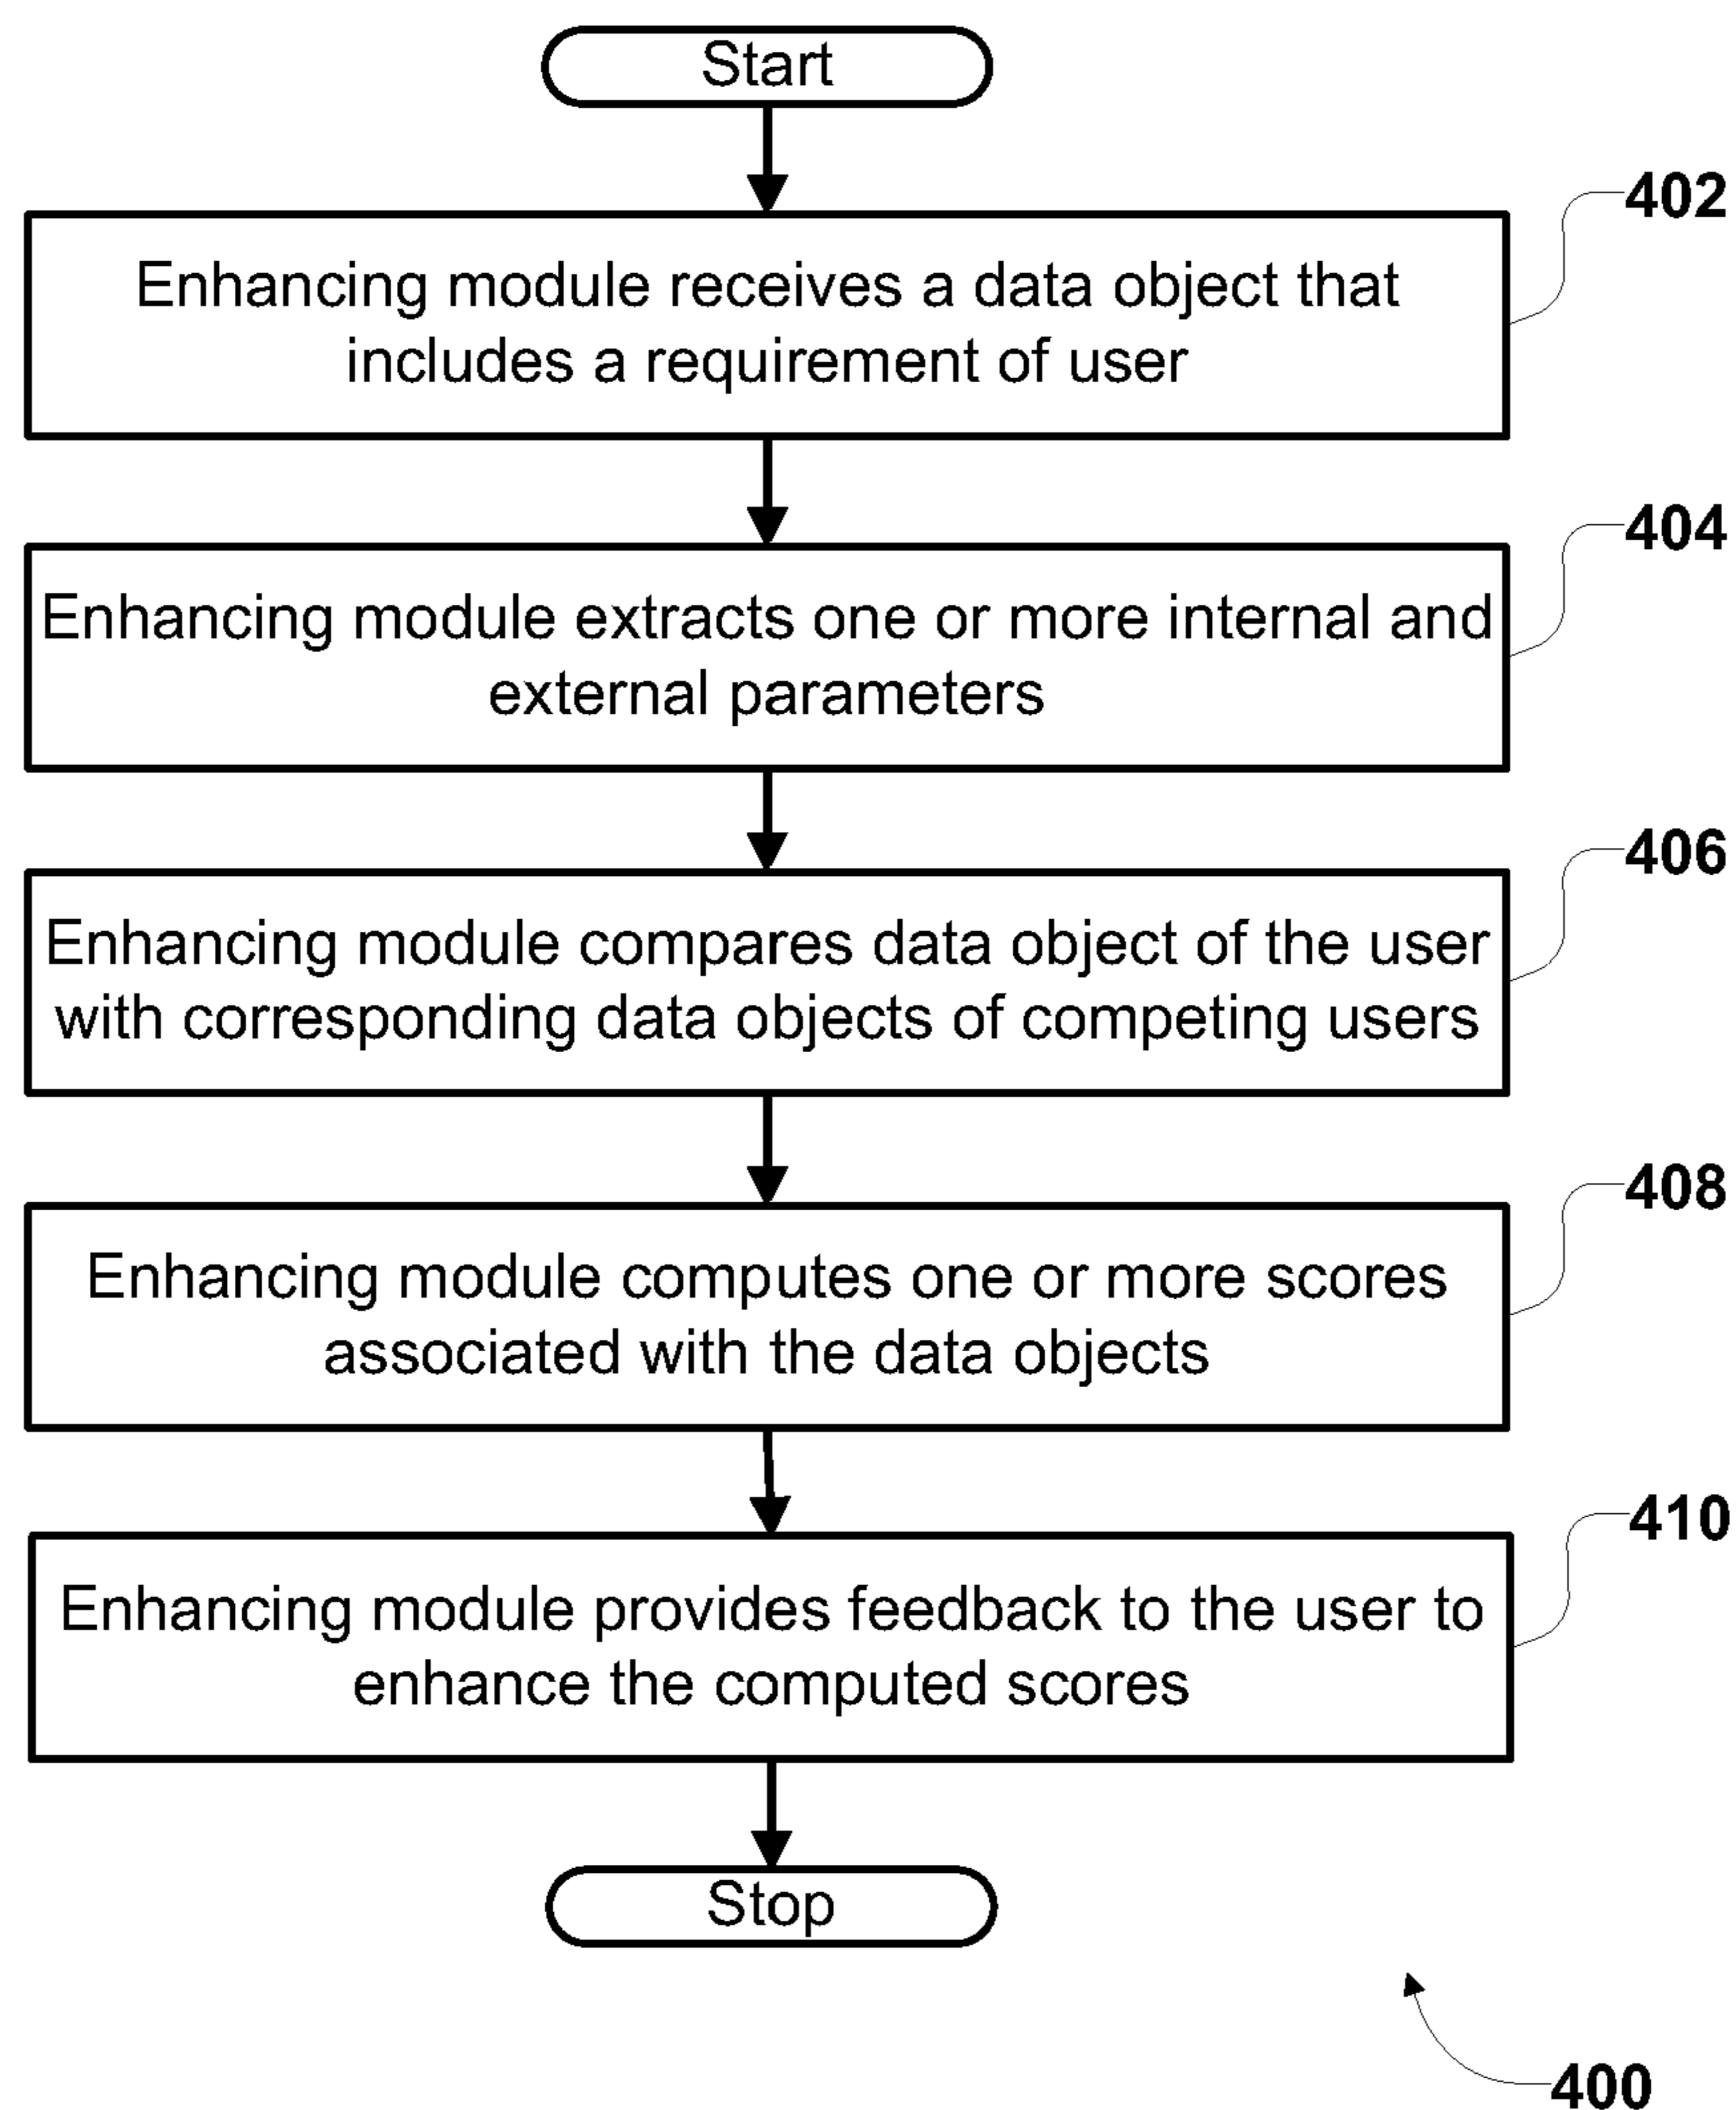 Start
402
Enhancing module receives a data object that
includes a requirement of user
404
Enhancing module extracts one or more internal and
external parameters
406
Enhancing module compares data object of the user
with corresponding data objects of competing users
408
Enhancing module computes one or more scores
associated with the data objects
410
Enhancing module provides feedback to the user to
enhance the computed scores
Stop
400